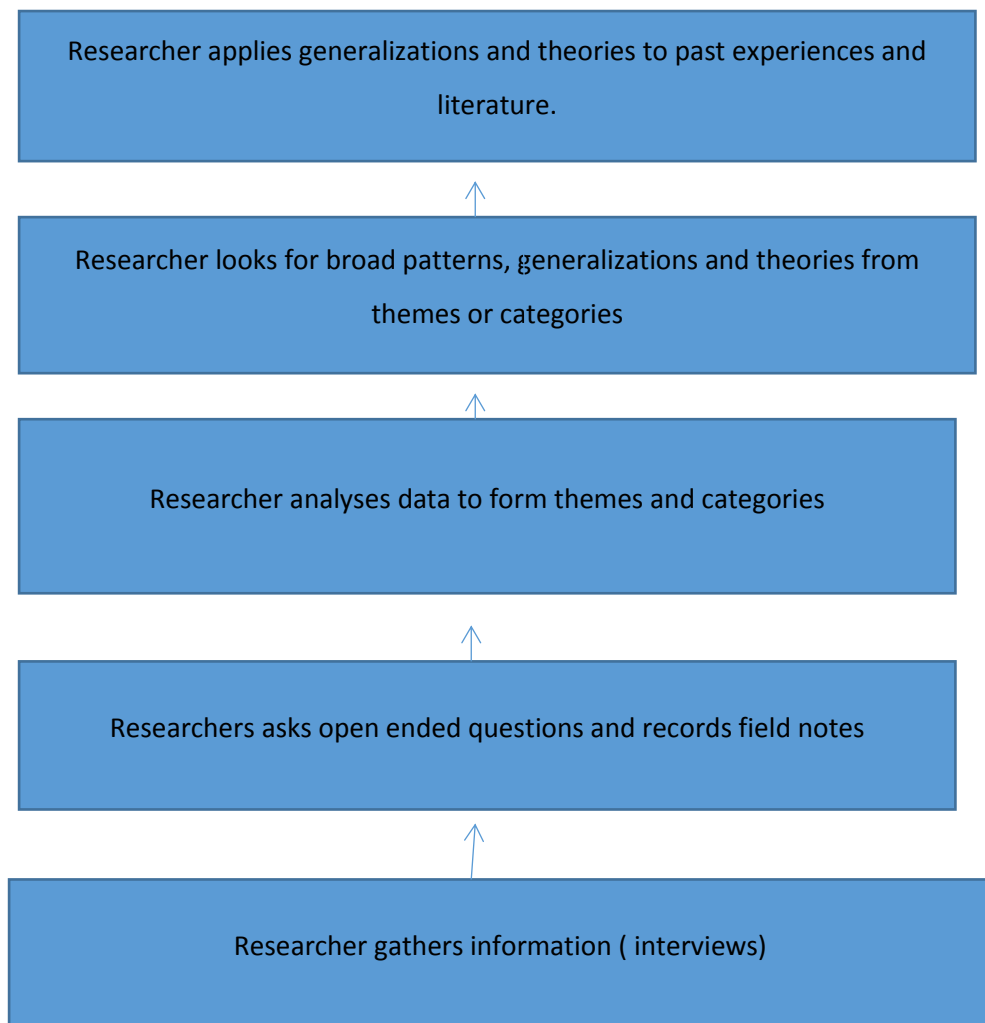 Researcher applies generalizations and theories to past experiences and
literature.
Researcher looks for broad patterns, generalizations and theories from
themes or categories
Researcher analyses data to form themes and categories
Researchers asks open ended questions and records field notes
Researcher gathers information ( interviews)